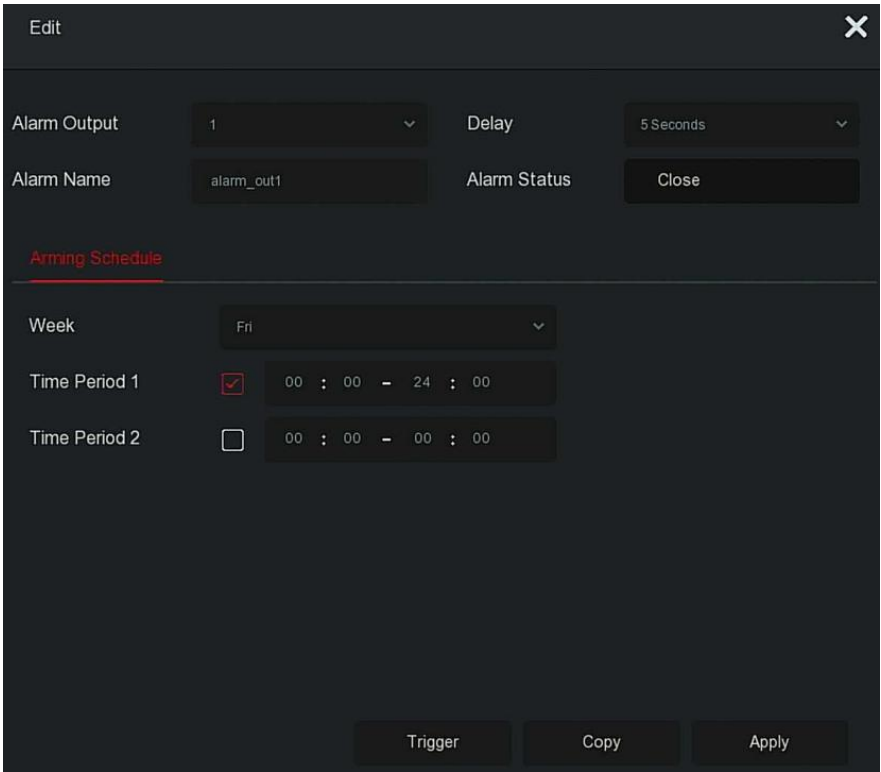 Edit
Alarm Output 1 Delay 5 Seconds
Alarm Name alarm_out1 Alarm Status Close
Arming Schedule
Week Fri
Time Period 1 00 : 00 - 24 : 00
Time Period 2 00 : 00 - 00 : 00
Trigger Copy Apply